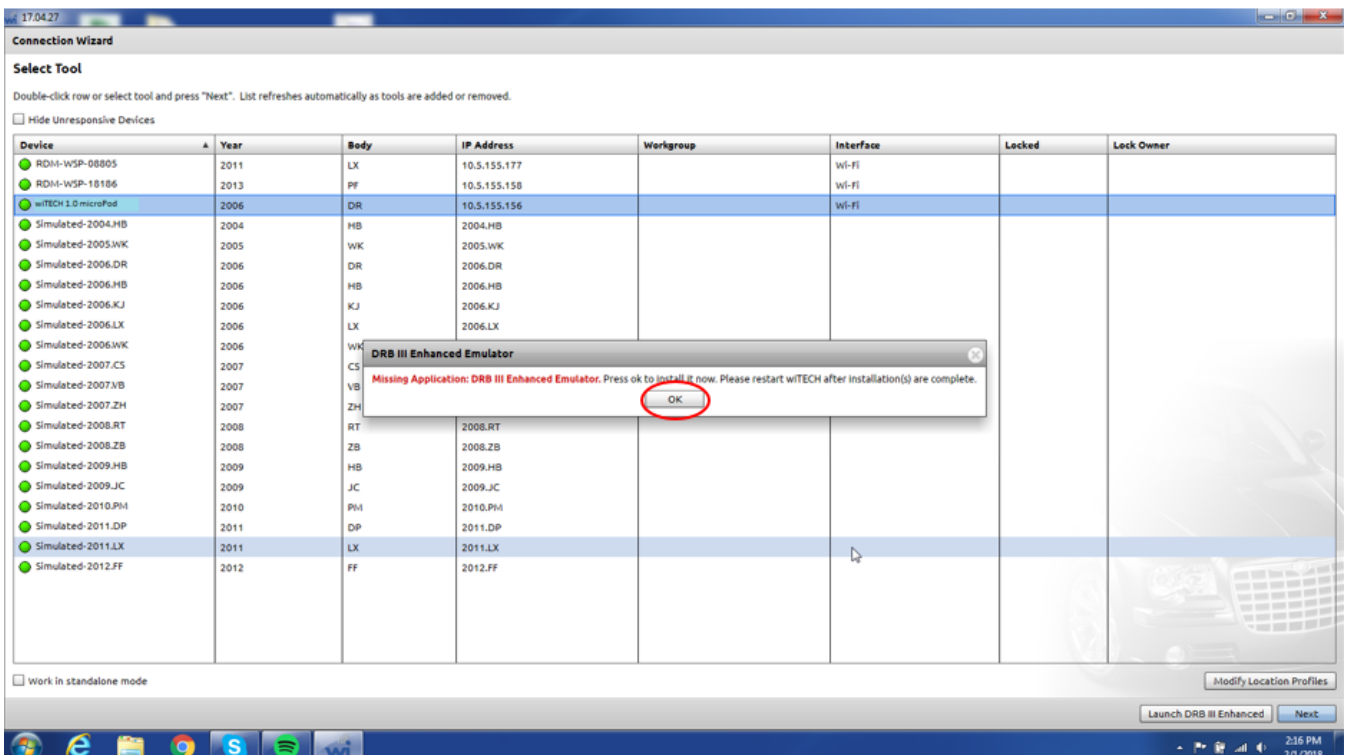 17.04.27
Connection Wizard
Select Tool
Double-click row or select tool and press "Next". List refreshes automatically as tools are added or removed.
Hide Unresponsive Devices
Device Year Body IP Address Workgroup Interface Locked Lock Owner
RDM-WSP-08805 2011 LX 10.5.155.177 Wi-Fi
RDM-WSP-18186 2013 PF 10.5.155.158 Wi-Fi
wiTECH 1.0 microPod 2006 DR 10.5.155.156 Wi-Fi
Simulated-2004.HB 2004 HB 2004.HB
Simulated-2005.WK 2005 WK 2005.WK
Simulated-2006.DR 2006 DR 2006.DR
Simulated-2006.HB 2006 HB 2006.HB
Simulated-2006.KJ 2006 KJ 2006.KJ
Simulated-2006.LX 2006 LX 2006.LX
Simulated-2006.WK 2006 WK
DRB III Enhanced Emulator
Simulated-2007.CS 2007 CS
Missing Application: DRB III Enhanced Emulator. Press ok to install it now. Please restart wiTECH after installation(s) are complete.
Simulated-2007.VB 2007 VB
OK
Simulated-2007.ZH 2007 ZH
Simulated-2008.RT 2008 RT 2008.RT
Simulated-2008.ZB 2008 ZB 2008.ZB
Simulated-2009.HB 2009 HB 2009.HB
Simulated-2009.JC 2009 JC 2009.JC
Simulated-2010.PM 2010 PM 2010.PM
Simulated-2011.DP 2011 DP 2011.DP
Simulated-2011.LX 2011 LX 2011.LX
Simulated-2012.FF 2012 FF 2012.FF
Work in standalone mode
Modify Location Profiles
Launch DRB III Enhanced Next
wi
2:16 PM